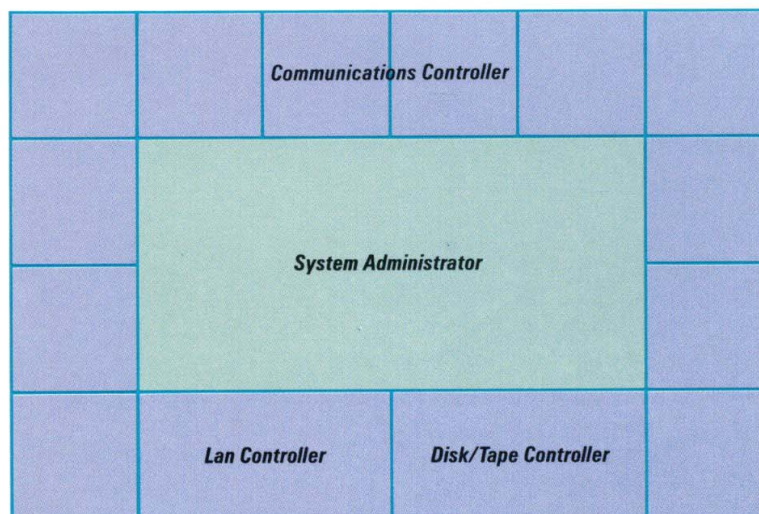 Communications Controller
System Administrator
Lan Controller
Disk/Tape Controller